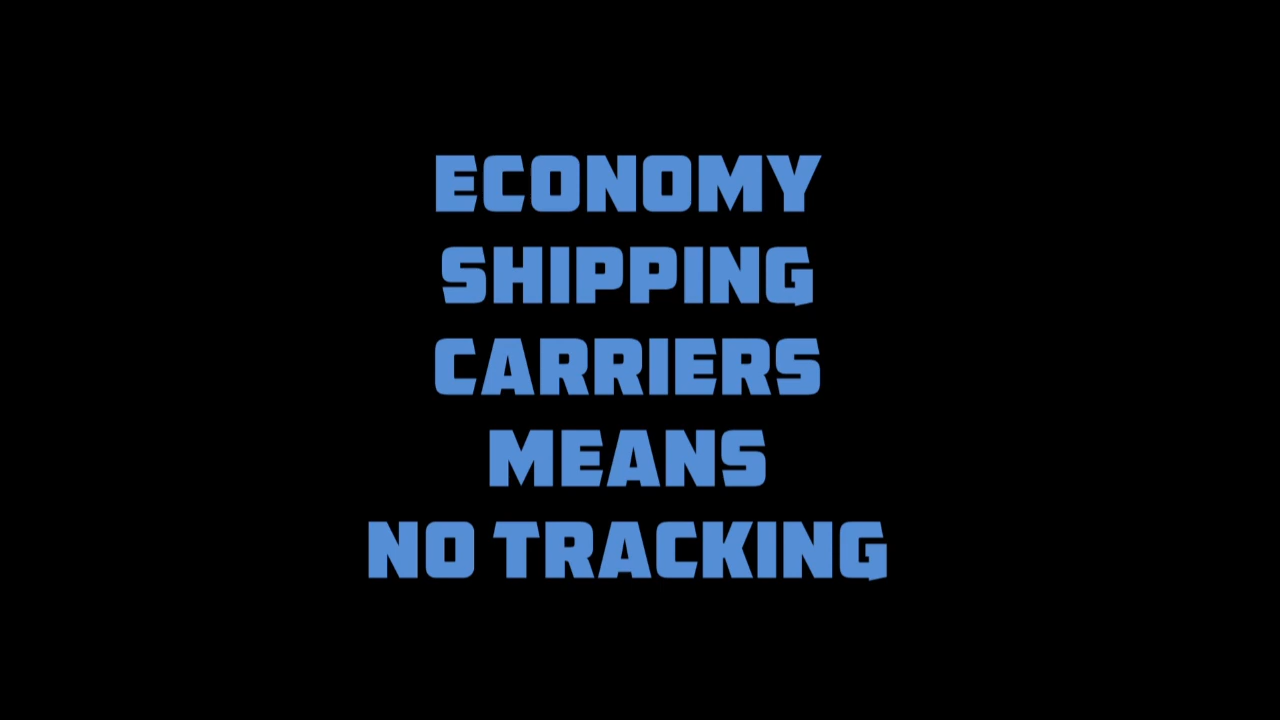 ECONOMY
SHIPPING
CARRIERS
MEANS
NO TRACKING